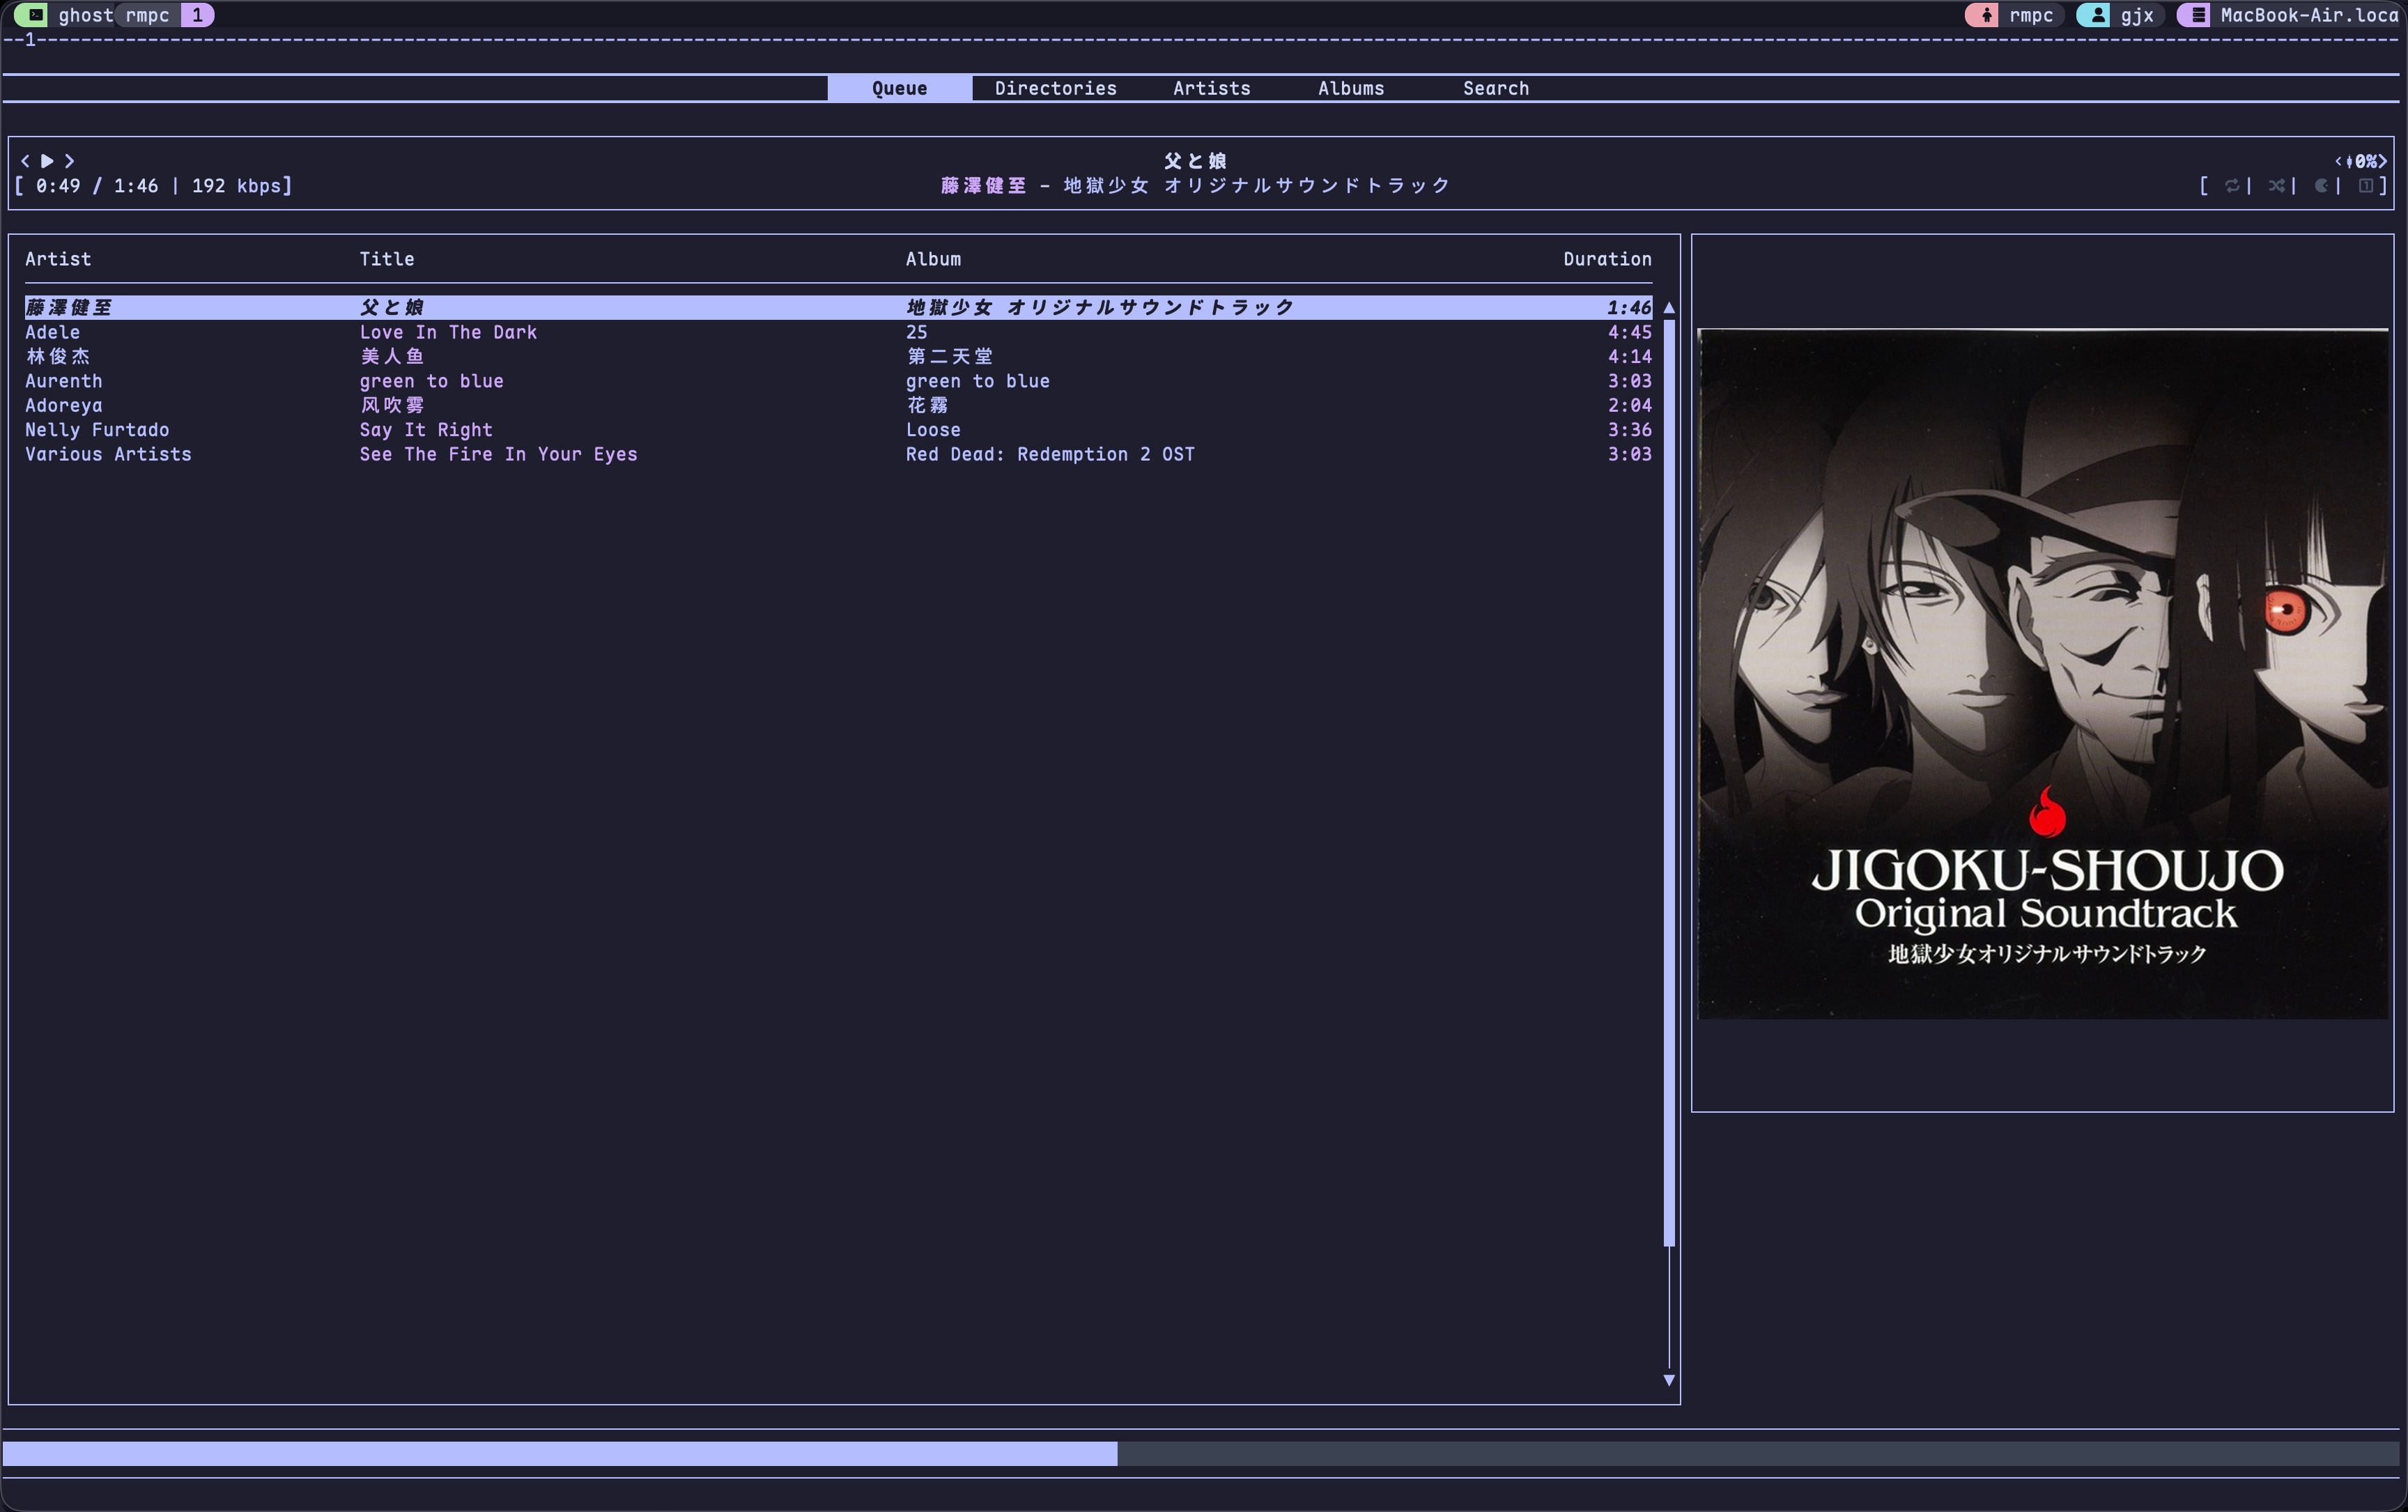 ghost rmpc 1 rmpc gjx MacBook-Air.loca
1
Queue Directories Artists Albums Search
父と娘 0%
[ 0:49 / 1:46 | 192 kbps] 藤澤健至 - 地獄少女 オリジナルサウンドトラック [ | | | 1 ]
Artist Title Album Duration
藤澤健至 父と娘 地獄少女 オリジナルサウンドトラック 1:46
Adele Love In The Dark 25 4:45
林俊杰 美人鱼 第二天堂 4:14
Aurenth green to blue green to blue 3:03
Adoreya 风吹雾 花霧 2:04
Nelly Furtado Say It Right Loose 3:36
Various Artists See The Fire In Your Eyes Red Dead: Redemption 2 OST 3:03
JIGOKU-SHOUJO
Original Soundtrack
地獄少女オリジナルサウンドトラック